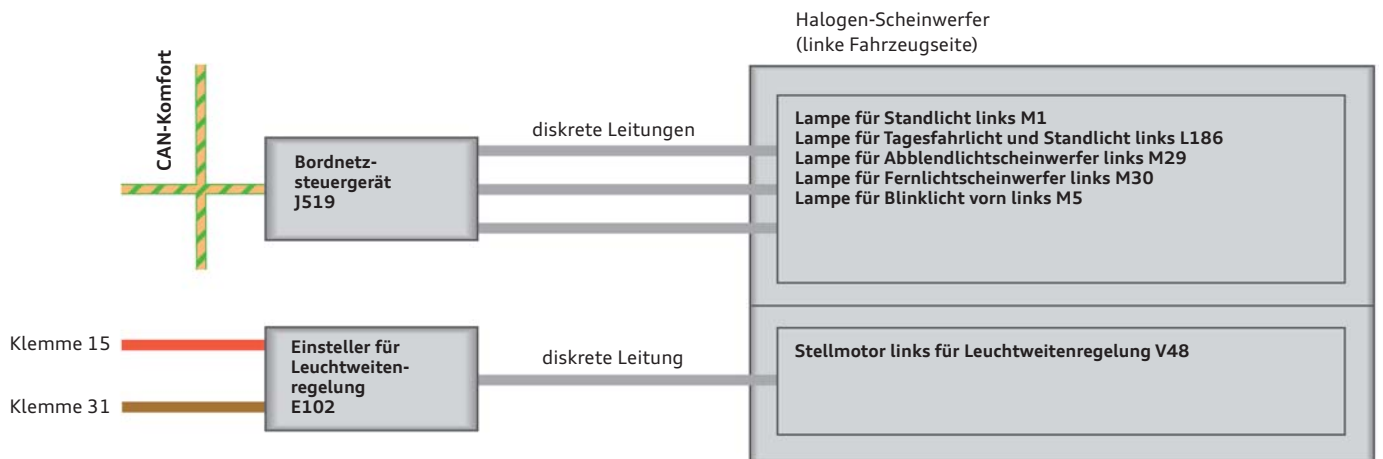 Halogen-Scheinwerfer
(linke Fahrzeugseite)
CAN-Komfort
Bordnetz-
steuergerät
J519
diskrete Leitungen
Lampe für Standlicht links M1
Lampe für Tagesfahrlicht und Standlicht links L186
Lampe für Abblendlichtscheinwerfer links M29
Lampe für Fernlichtscheinwerfer links M30
Lampe für Blinklicht vorn links M5
Klemme 15
Klemme 31
Einsteller für
Leuchtweiten-
regelung
E102
diskrete Leitung
Stellmotor links für Leuchtweitenregelung V48